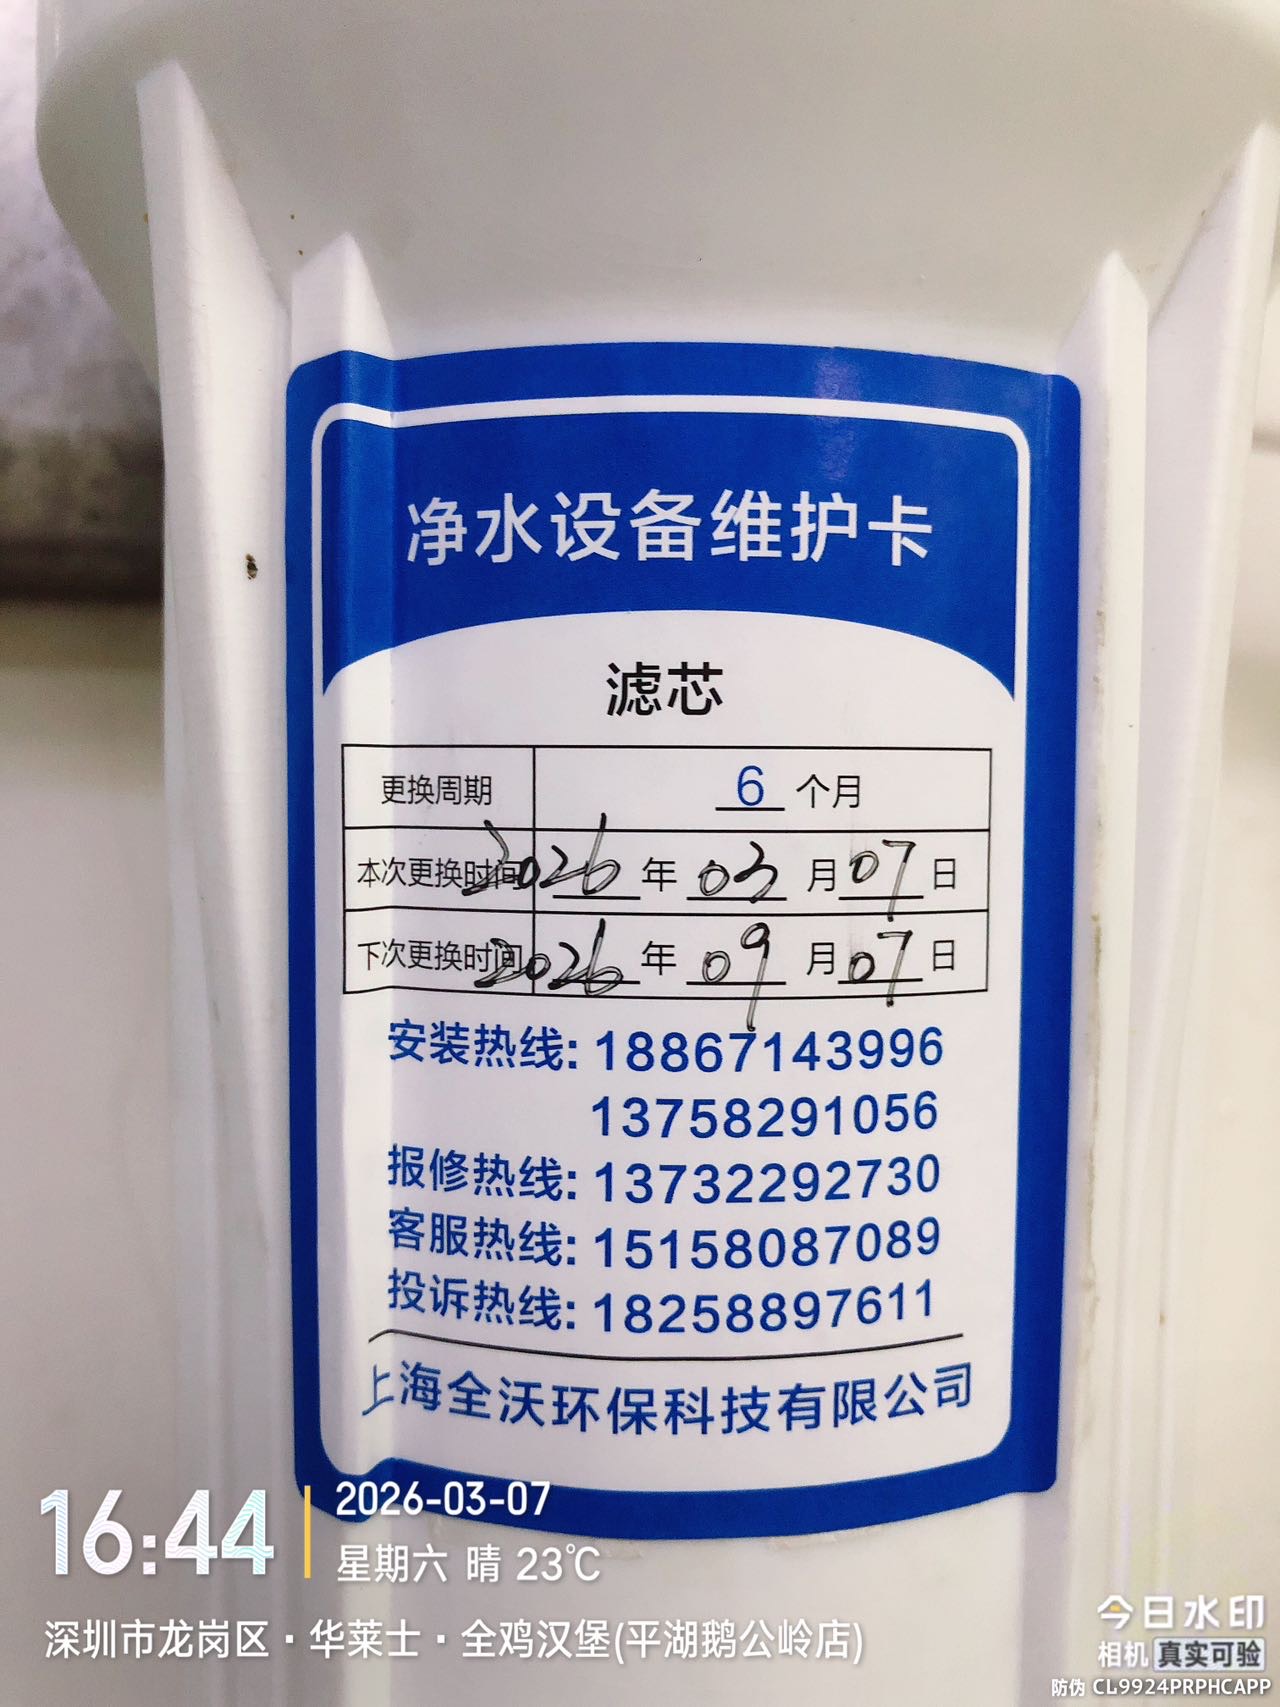 净水设备维护卡
滤芯
更换周期 6 个月
本次更换时间 2026 年 03 月 07 日
下次更换时间 2026 年 09 月 07 日
安装热线: 18867143996
13758291056
报修热线: 13732292730
客服热线: 15158087089
投诉热线: 18258897611
上海全沃环保科技有限公司
16:44
2026-03-07
星期六 晴 23℃
深圳市龙岗区·华莱士·全鸡汉堡(平湖鹅公岭店)
今日水印
相机 真实可验
防伪 CL9924PRPHCAPP